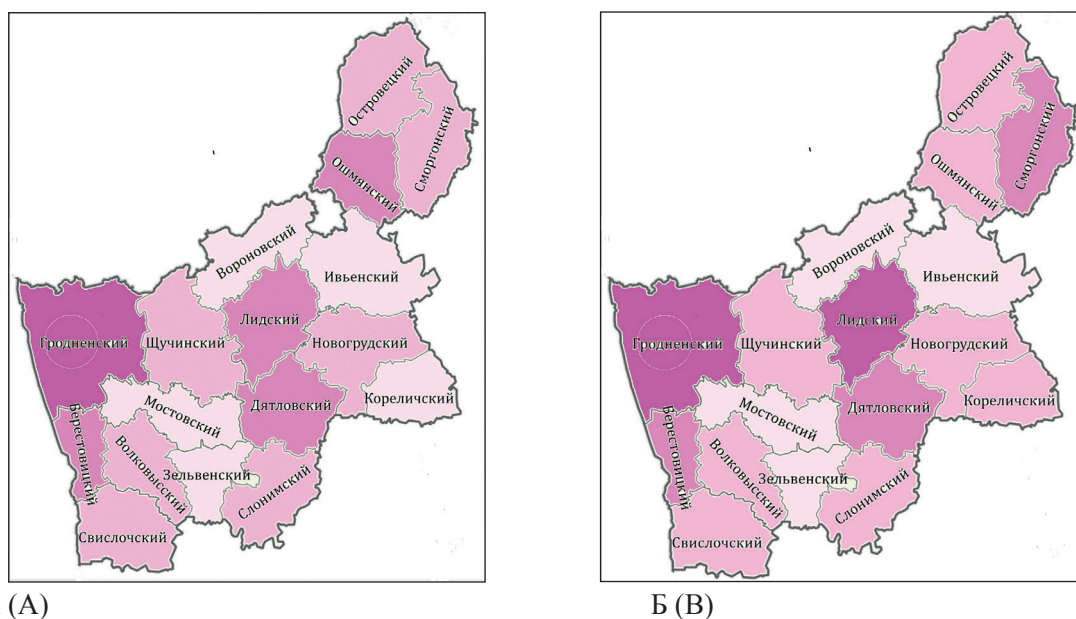 Островецкий
Сморгонский
Ошмянский
Вороновский
Ивьенский
Гродненский
Щучинский
Лидский
Новогрудский
Кореличский
Дятловский
Мостовский
Берестовицкий
Волковысский
Зельвенский
Слонимский
Свислочский
(А)
Островецкий
Сморгонский
Ошмянский
Вороновский
Ивьенский
Гродненский
Щучинский
Лидский
Новогрудский
Кореличский
Дятловский
Мостовский
Берестовицкий
Волковысский
Зельвенский
Слонимский
Свислочский
Б (В)